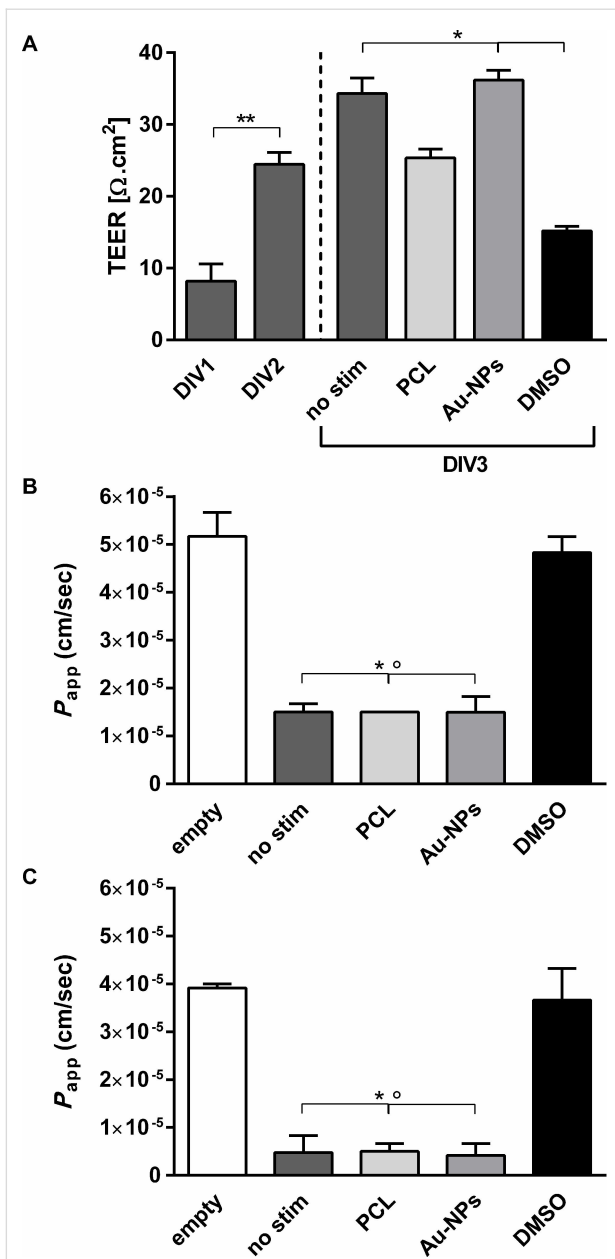 A
TEER [Ω.cm²]
40
30
20
10
0
**
*
DIV1
DIV2
no stim
PCL
Au-NPs
DMSO
DIV3
B
P app (cm/sec)
6×10⁻⁵
5×10⁻⁵
4×10⁻⁵
3×10⁻⁵
2×10⁻⁵
1×10⁻⁵
0
* °
empty
no stim
PCL
Au-NPs
DMSO
C
P app (cm/sec)
6×10⁻⁵
5×10⁻⁵
4×10⁻⁵
3×10⁻⁵
2×10⁻⁵
1×10⁻⁵
0
* °
empty
no stim
PCL
Au-NPs
DMSO